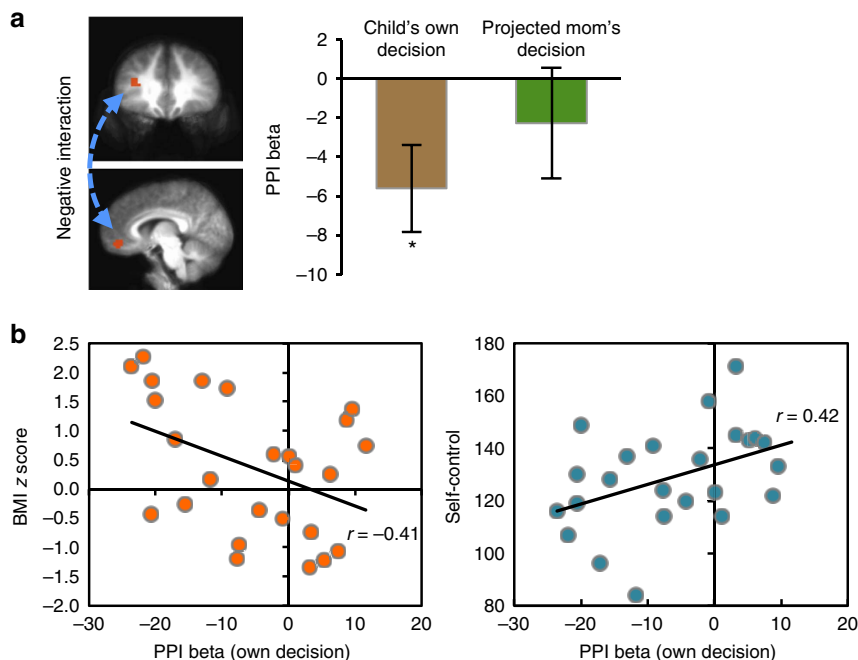 a
Negative interaction
Child's own
decision
Projected mom's
decision
PPI beta
2
0
–2
–4
–6
–8
–10
*
b
BMI z score
2.5
2.0
1.5
1.0
0.5
0.0
–0.5
–1.0
–1.5
–2.0
r = –0.41
–30
–20
–10
0
10
20
PPI beta (own decision)
Self-control
180
160
140
120
100
80
r = 0.42
–30
–20
–10
0
10
20
PPI beta (own decision)